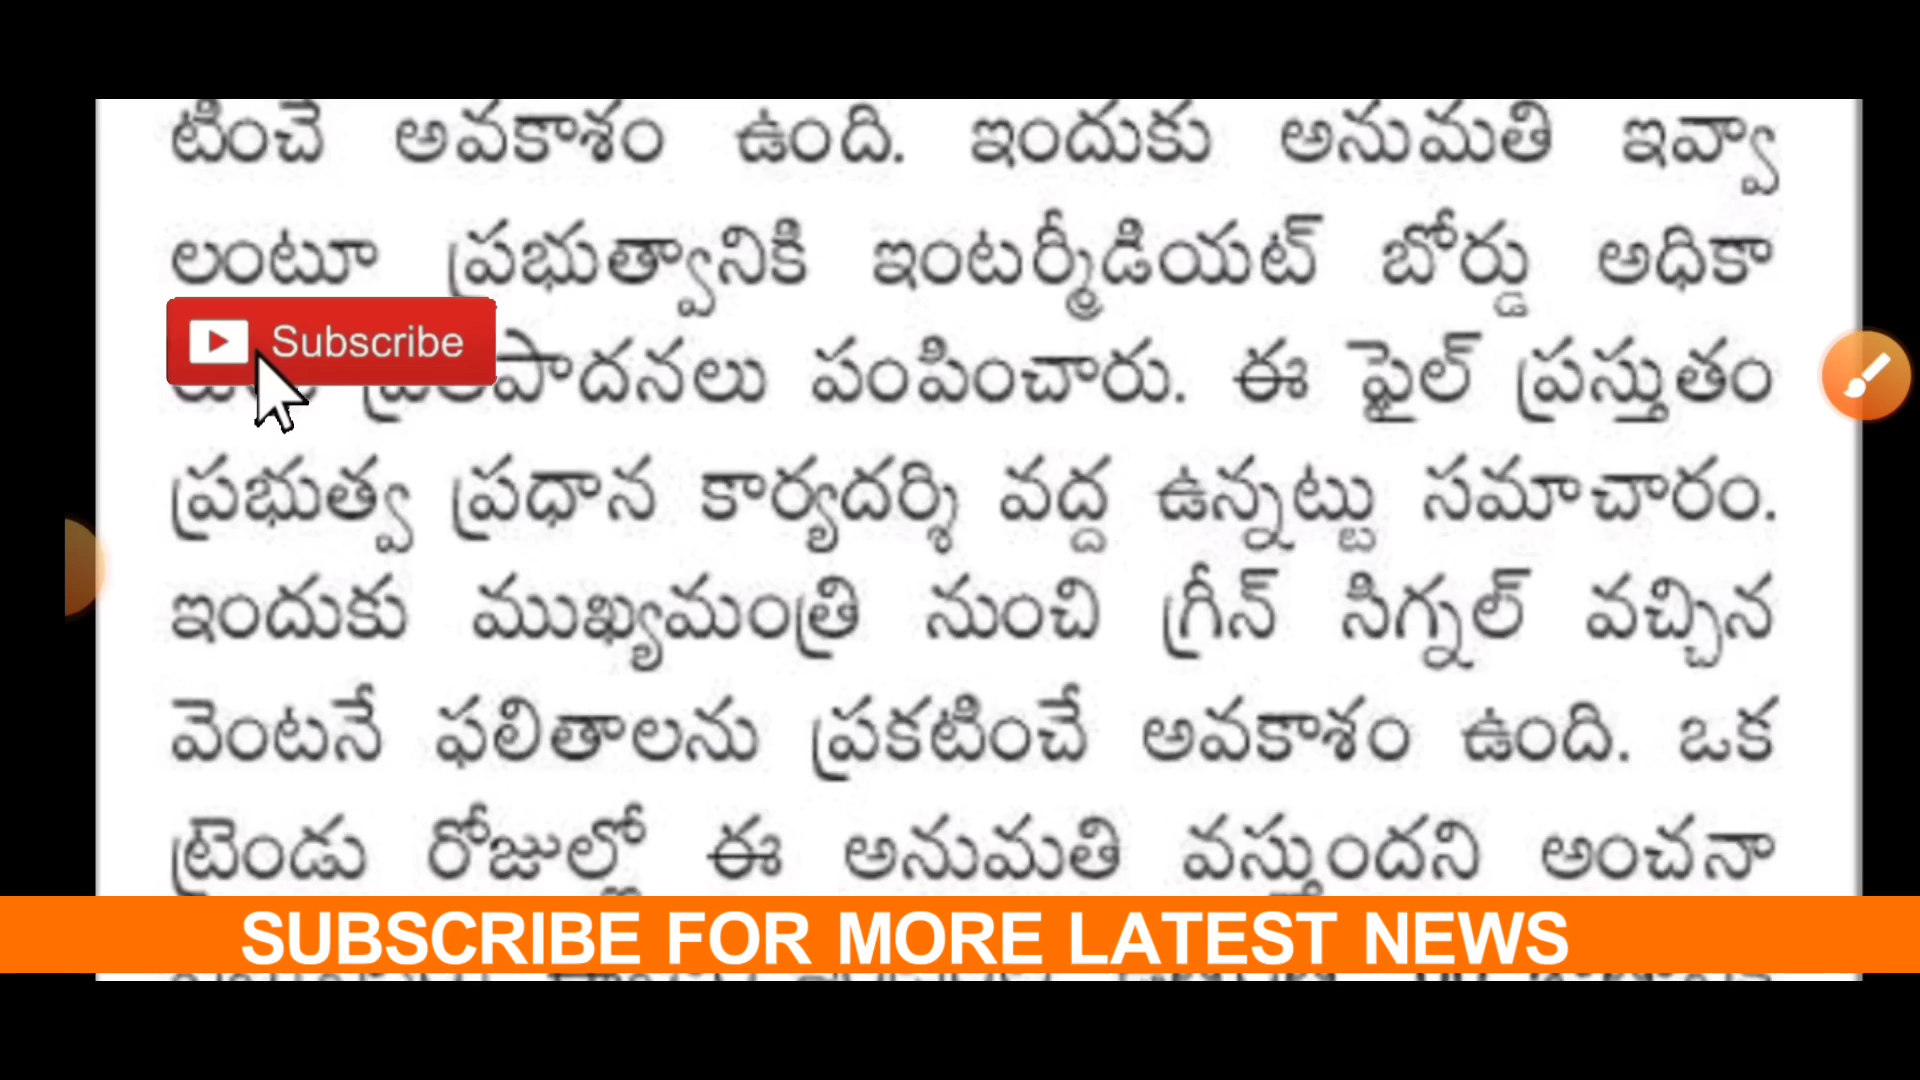 టించే అవకాశం ఉంది. ఇందుకు అనుమతి ఇవ్వా
లంటూ ప్రభుత్వానికి ఇంటర్మీడియట్ బోర్డు అధికా
Subscribe
పంపించారు. ఈ ఫైల్ ప్రస్తుతం
ప్రభుత్వ ప్రధాన కార్యదర్శి వద్ద ఉన్నట్టు సమాచారం.
ఇందుకు ముఖ్యమంత్రి నుంచి గ్రీన్ సిగ్నల్ వచ్చిన
వెంటనే ఫలితాలను ప్రకటించే అవకాశం ఉంది. ఒక
ట్రెండు రోజుల్లో ఈ అనుమతి వస్తుందని అంచనా
SUBSCRIBE FOR MORE LATEST NEWS